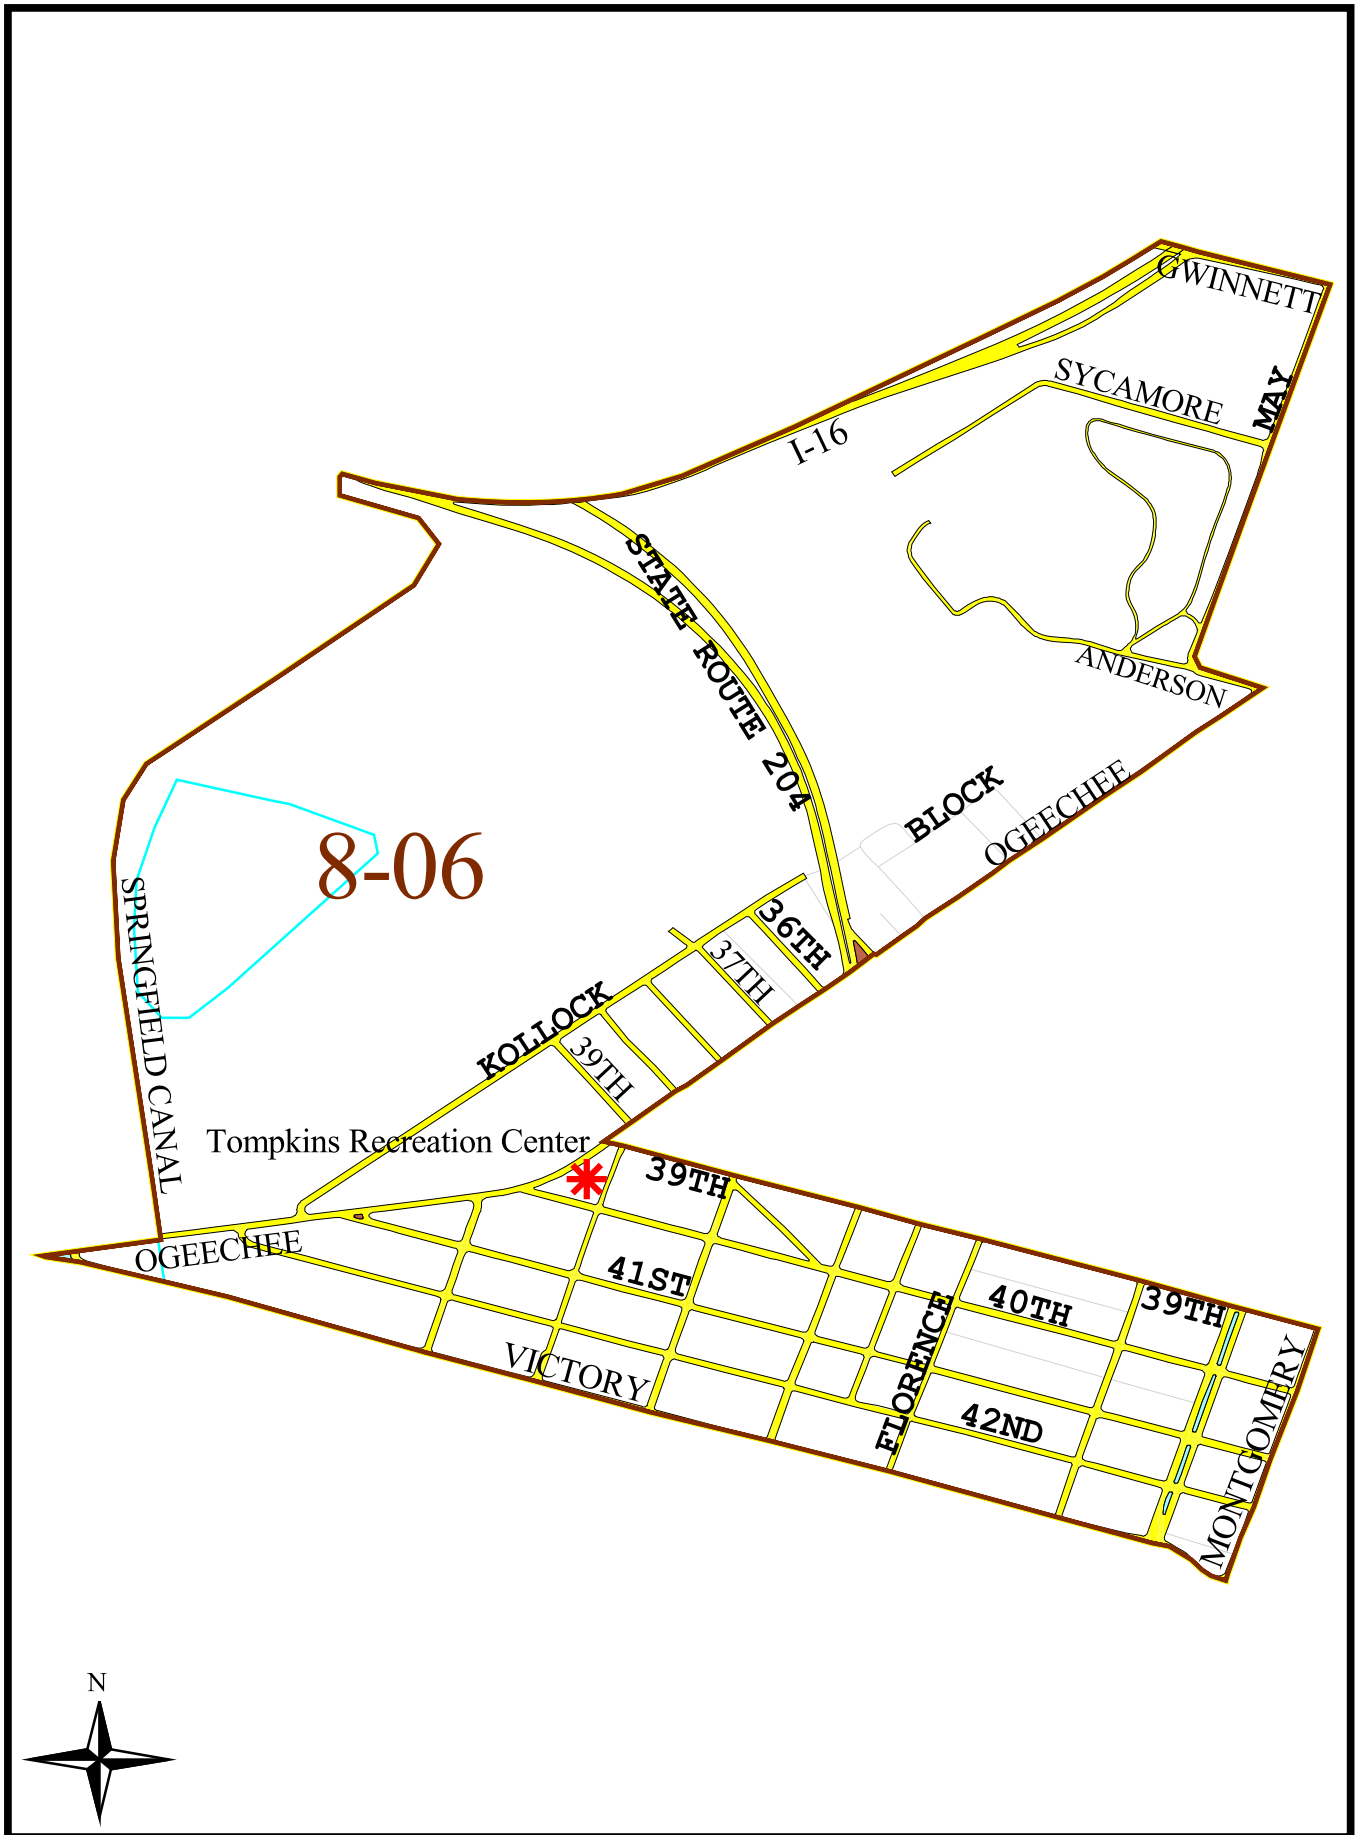 GWINNETT
SYCAMORE
MAY
I-16
STATE ROUTE 204
ANDERSON
BLOCK
OGEECHEE
8-06
SPRINGFIELD CANAL
36TH
37TH
KOLLOCK
39TH
Tompkins Recreation Center
39TH
OGEECHEE
41ST
40TH
39TH
FLORENCE
VICTORY
42ND
MONTGOMERY
N